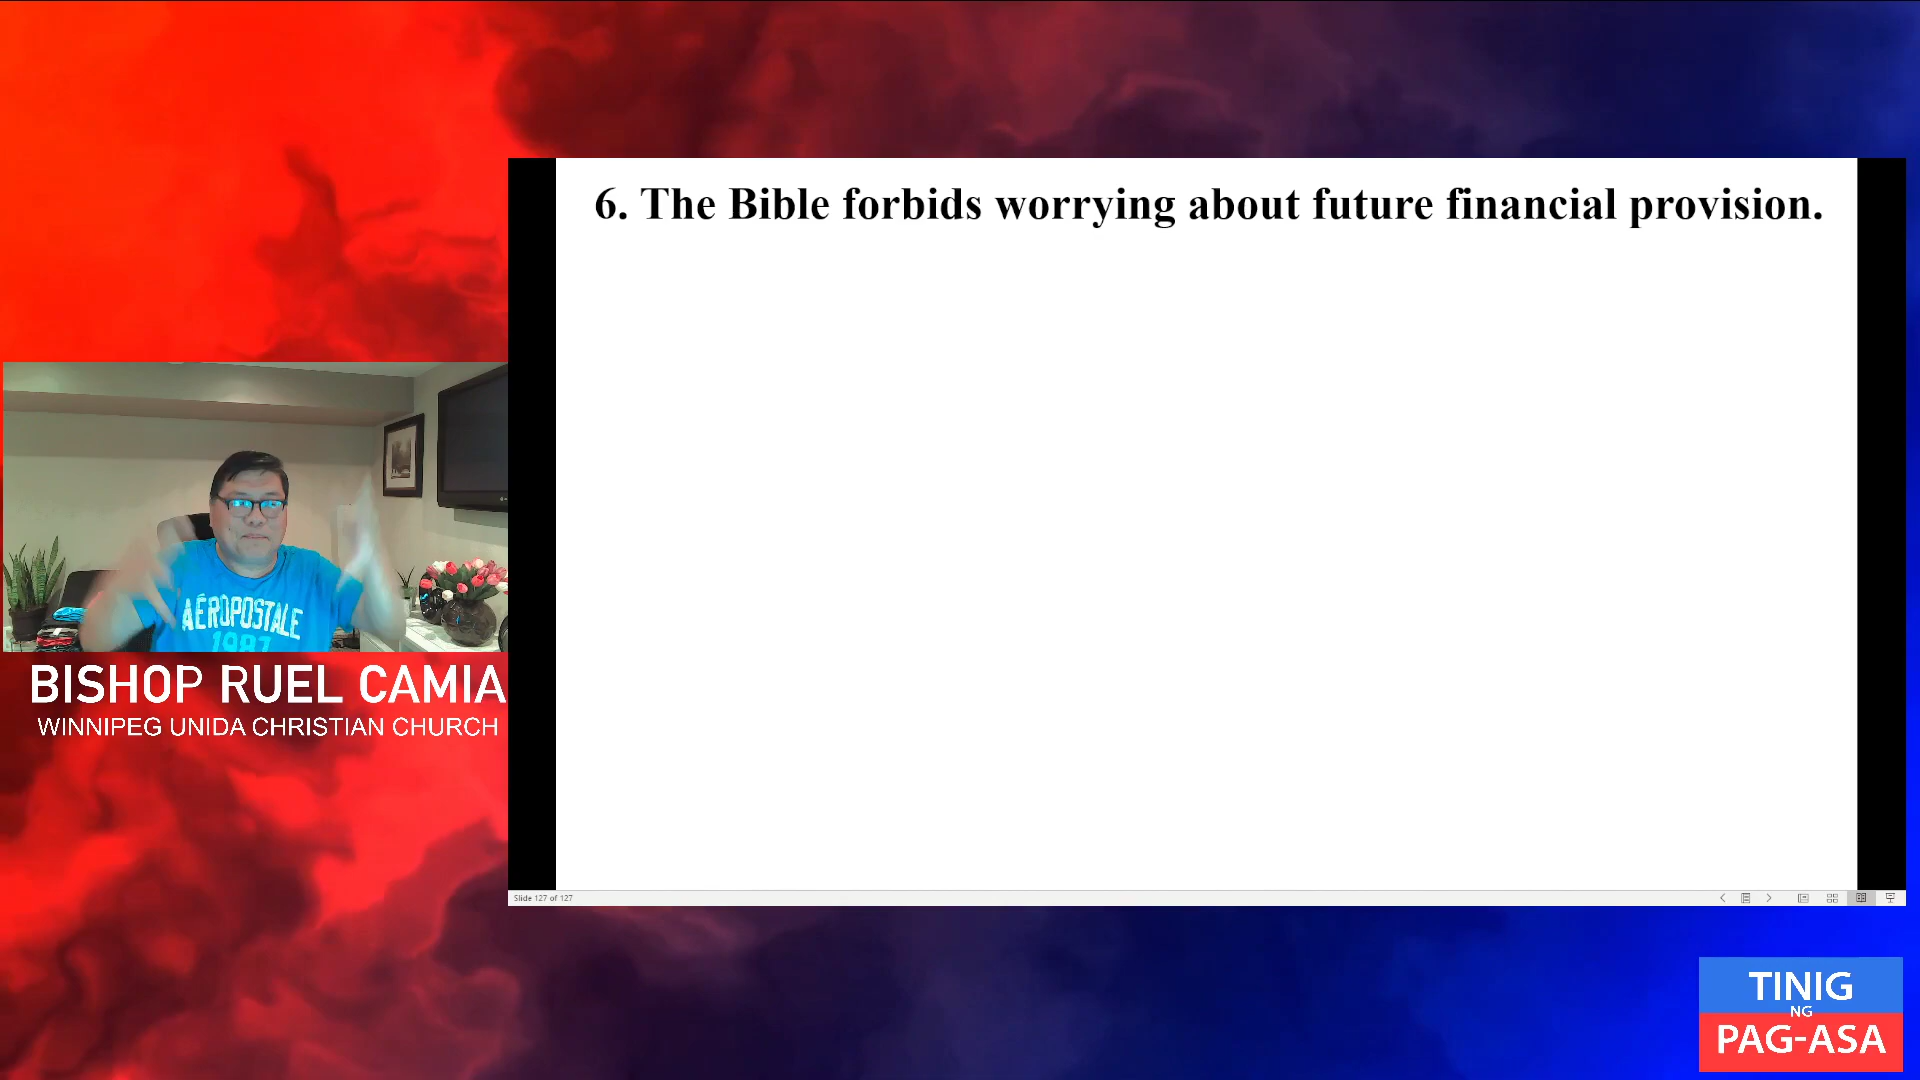 6. The Bible forbids worrying about future financial provision.
AÉROPOSTALE
1987
BISHOP RUEL CAMIA
WINNIPEG UNIDA CHRISTIAN CHURCH
Slide 127 of 127
TINIG
NG
PAG-ASA